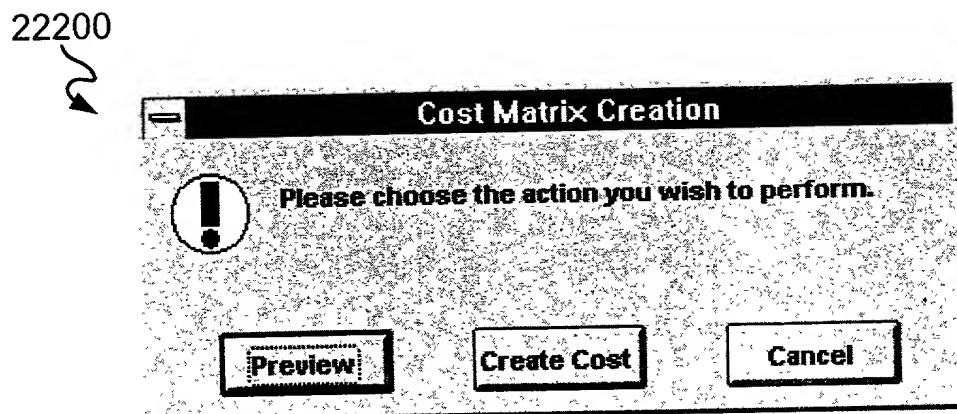 22200
Cost Matrix Creation
Please choose the action you wish to perform.
Preview Create Cost Cancel